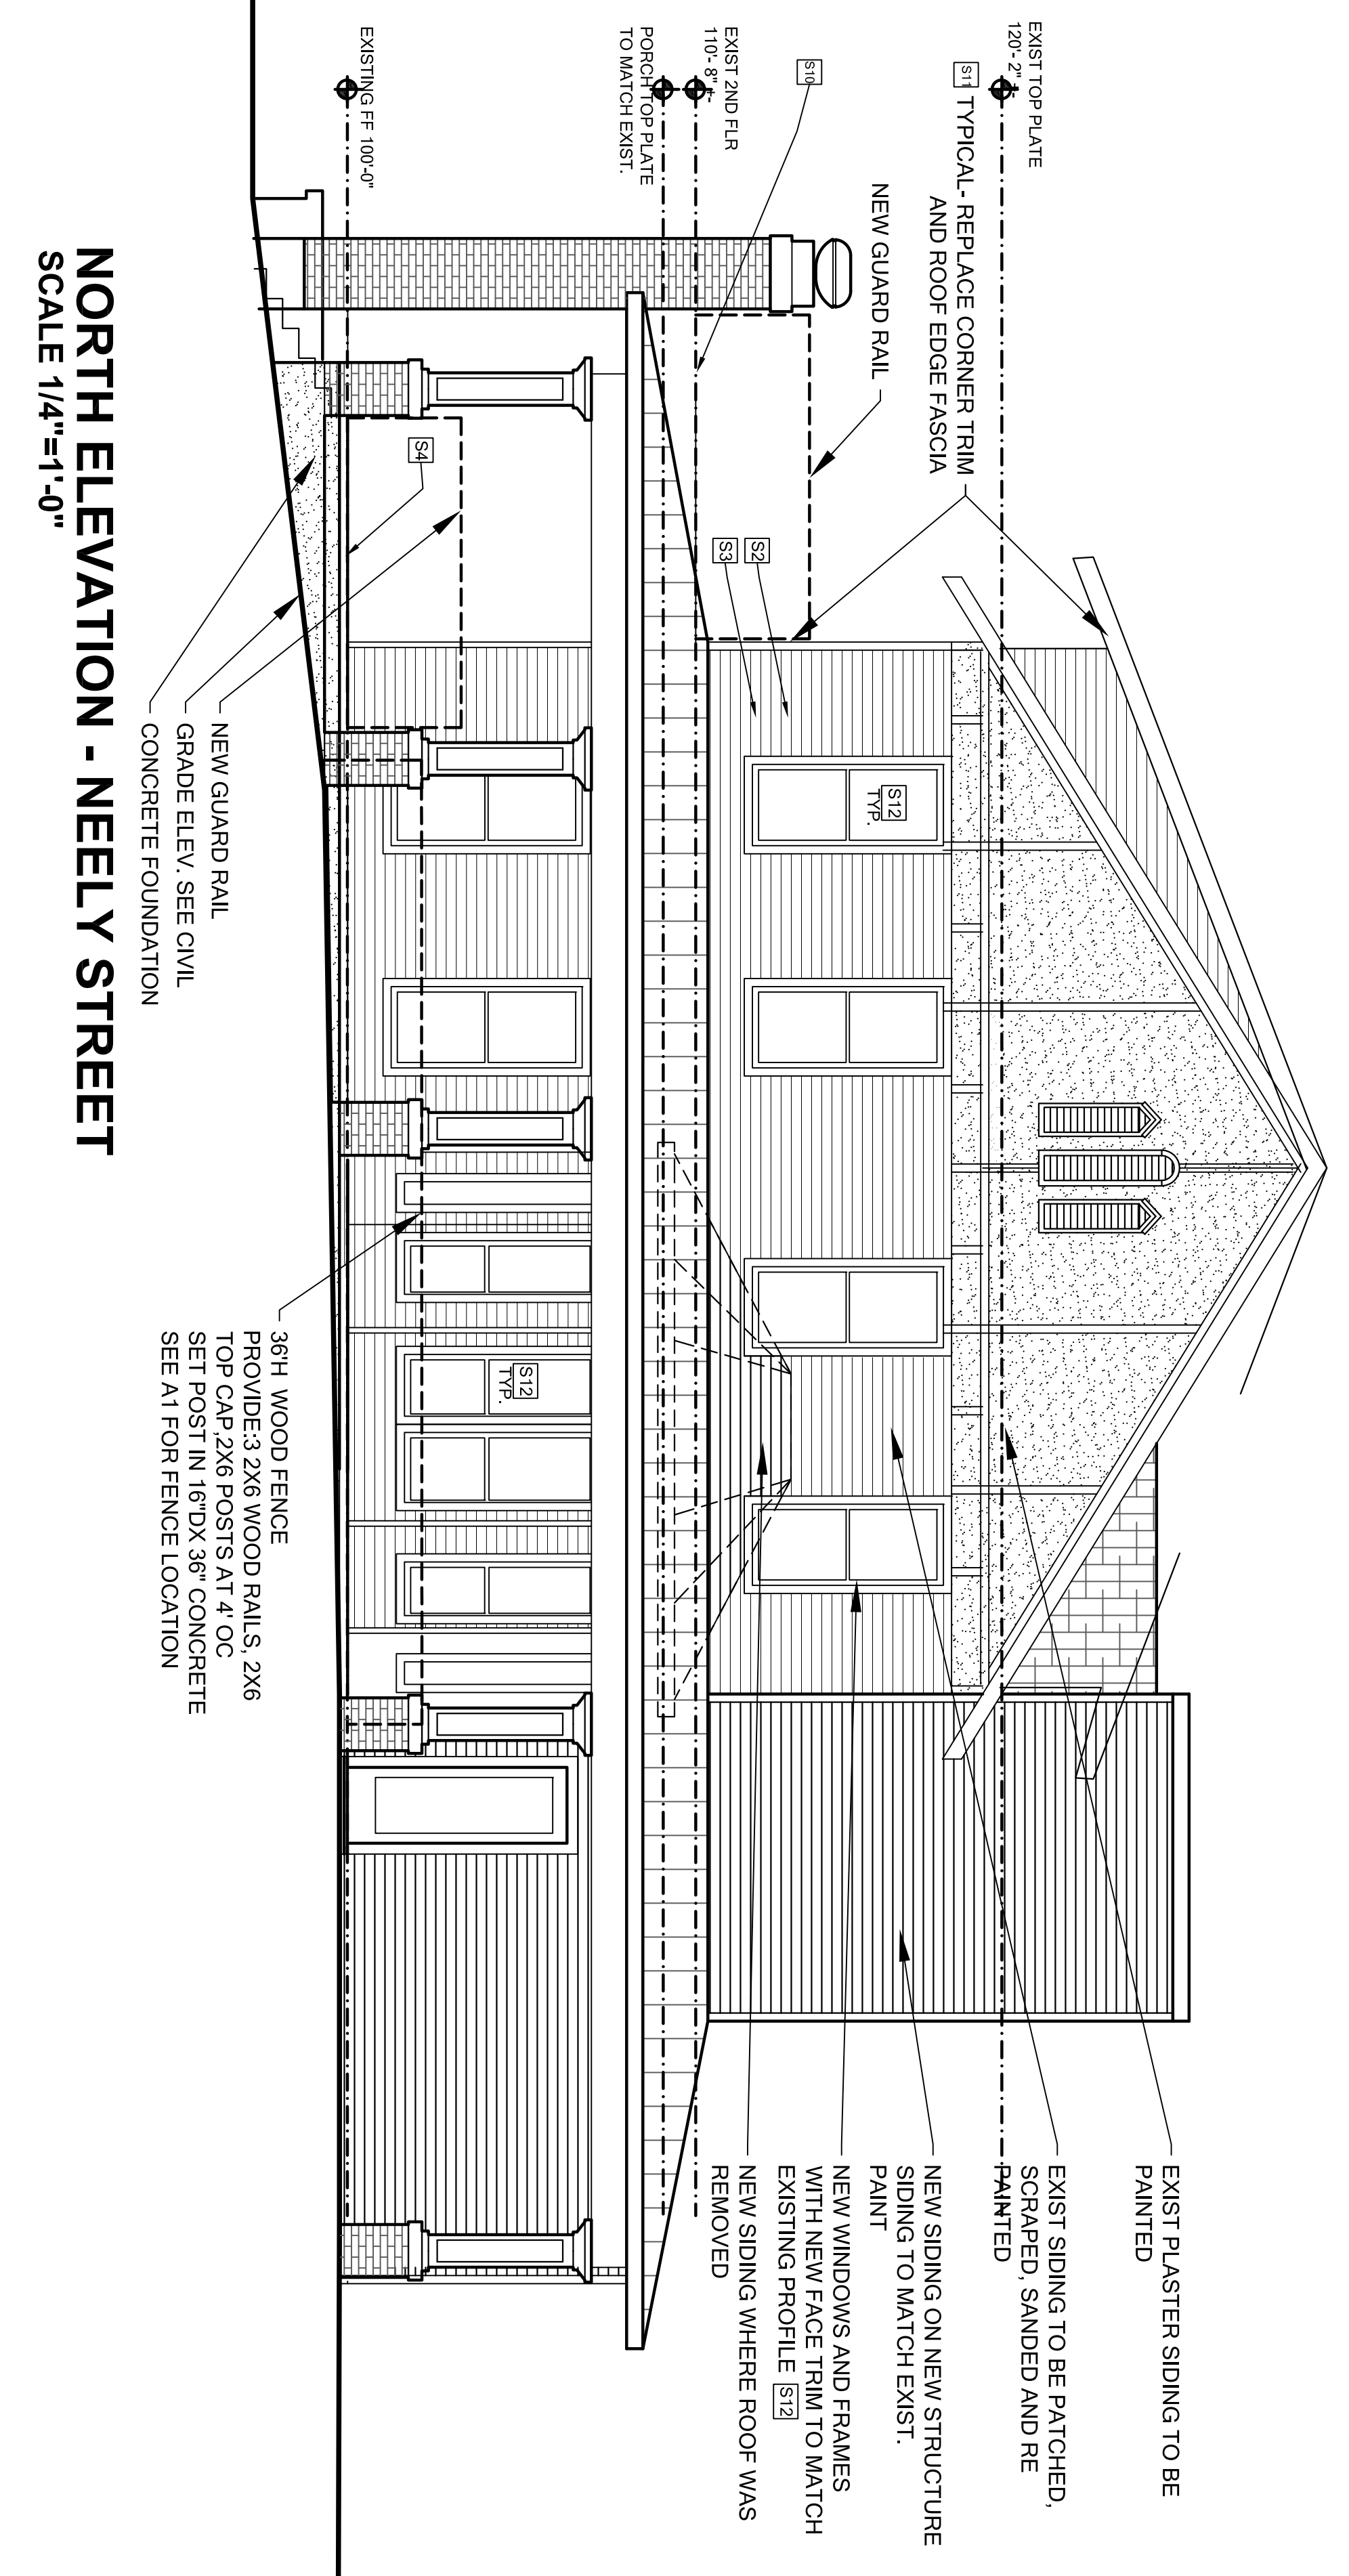 EXIST TOP PLATE
120'- 2" +-
S11 TYPICAL- REPLACE CORNER TRIM
AND ROOF EDGE FASCIA
NEW GUARD RAIL
S10
EXIST 2ND FLR
110'- 8" +-
PORCH TOP PLATE
TO MATCH EXIST.
EXISTING FF 100'-0"
S2
S3
S4
S12
TYP.
S12
TYP.
EXIST PLASTER SIDING TO BE
PAINTED
EXIST SIDING TO BE PATCHED,
SCRAPED, SANDED AND RE
PAINTED
NEW SIDING ON NEW STRUCTURE
SIDING TO MATCH EXIST.
PAINT
NEW WINDOWS AND FRAMES
WITH NEW FACE TRIM TO MATCH
EXISTING PROFILE S12
NEW SIDING WHERE ROOF WAS
REMOVED
NEW GUARD RAIL
GRADE ELEV. SEE CIVIL
CONCRETE FOUNDATION
36'H WOOD FENCE
PROVIDE:3 2X6 WOOD RAILS, 2X6
TOP CAP,2X6 POSTS AT 4' OC
SET POST IN 16"DX 36" CONCRETE
SEE A1 FOR FENCE LOCATION
NORTH ELEVATION - NEELY STREET
SCALE 1/4"=1'-0"